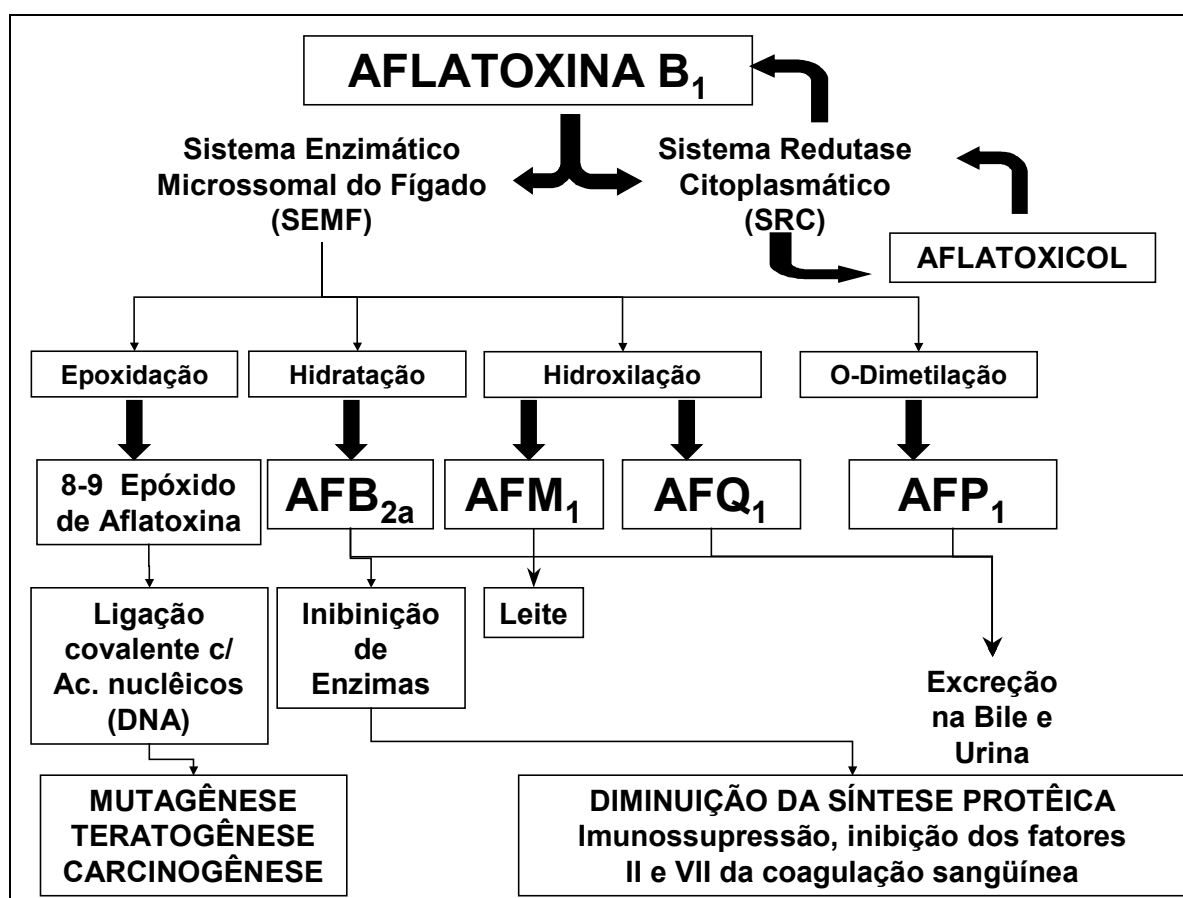 AFLATOXINA B1
Sistema Enzimático
Microssomal do Fígado
(SEMF)
Sistema Redutase
Citoplasmático
(SRC)
AFLATOXICOL
Epoxidação
Hidratação
Hidroxilação
O-Dimetilação
8-9 Epóxido
de Aflatoxina
AFB2a
AFM1
AFQ1
AFP1
Ligação
covalente c/
Ac. nuclêicos
(DNA)
Inibinição
de
Enzimas
Leite
Excreção
na Bile e
Urina
MUTAGÊNESE
TERATOGÊNESE
CARCINOGÊNESE
DIMINUIÇÃO DA SÍNTESE PROTÊICA
Imunossupressão, inibição dos fatores
II e VII da coagulação sangüínea